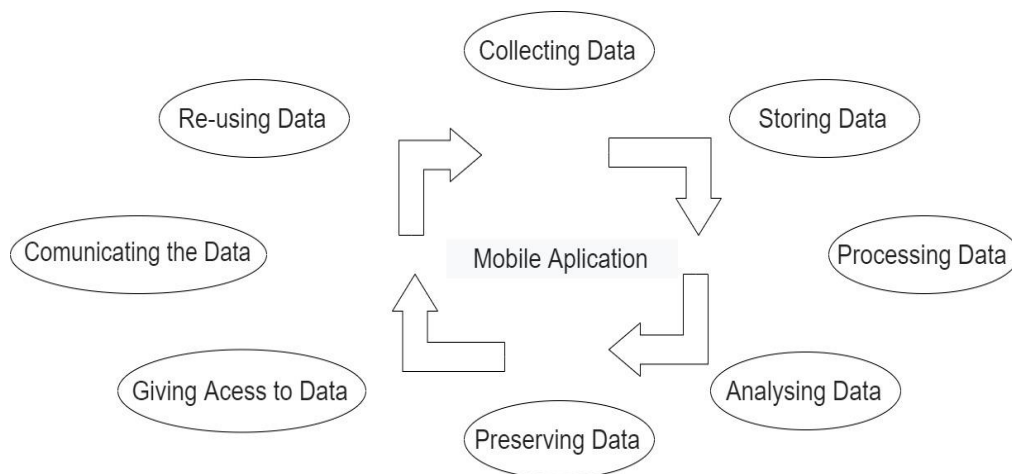 Collecting Data
Re-using Data
Storing Data
Comunicating the Data
Mobile Aplication
Processing Data
Giving Acess to Data
Analysing Data
Preserving Data